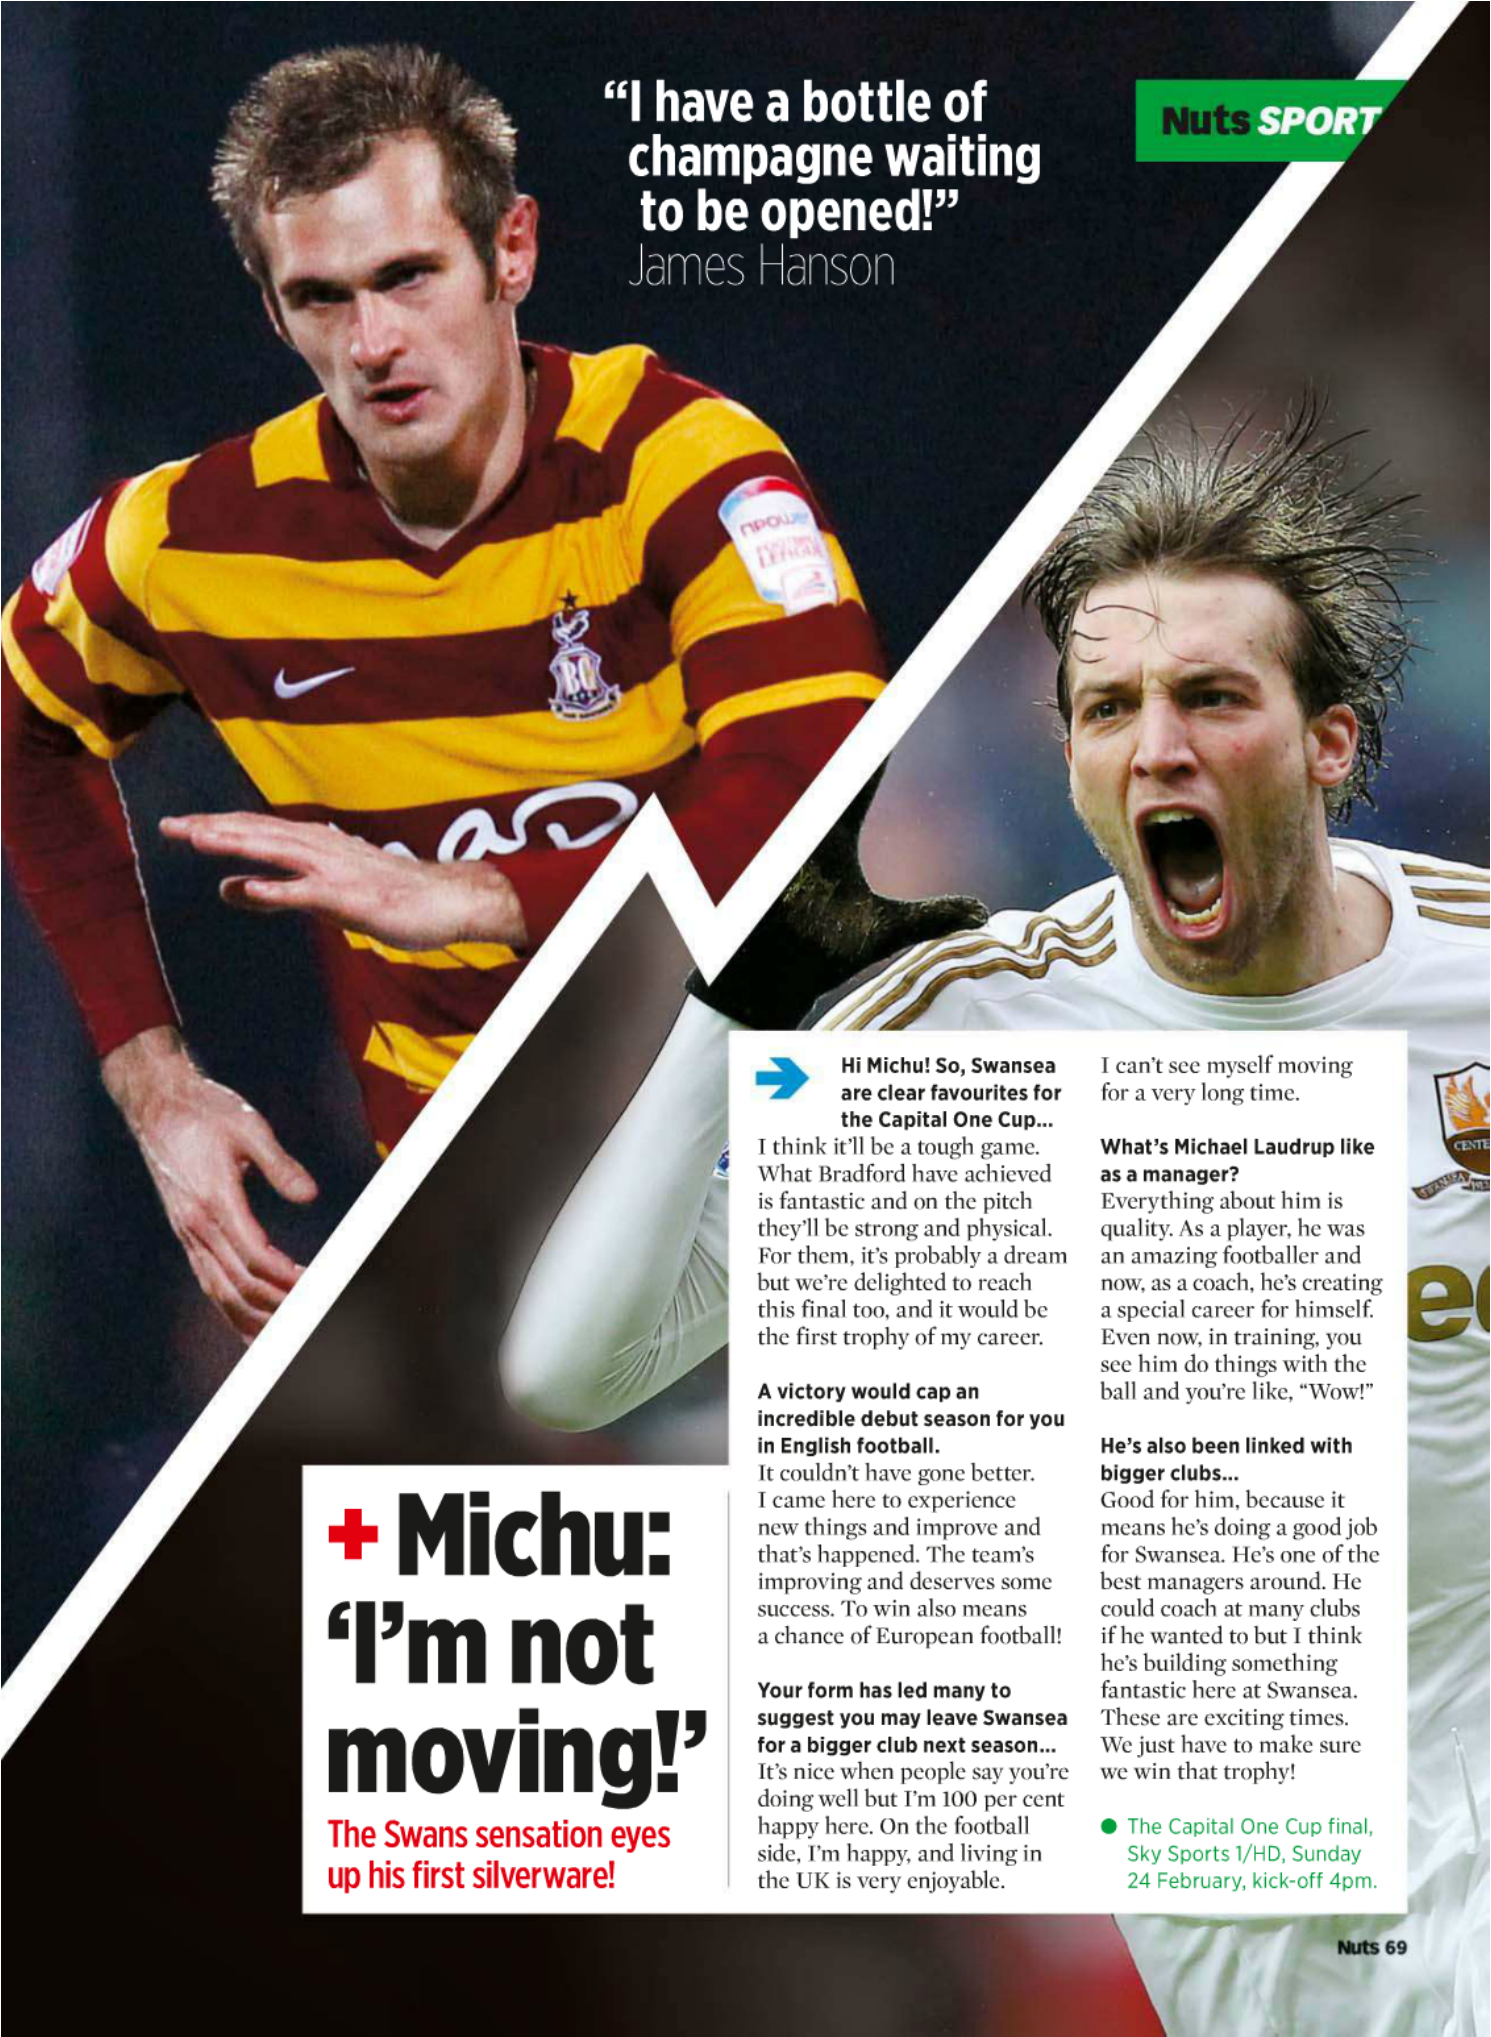 “I have a bottle of
champagne waiting
to be opened!”
James Hanson
Nuts SPORT
npower
FOOTBALL
LEAGUE
+ Michu:
‘I’m not
moving!’
The Swans sensation eyes
up his first silverware!
Hi Michu! So, Swansea
are clear favourites for
the Capital One Cup...
I think it’ll be a tough game.
What Bradford have achieved
is fantastic and on the pitch
they’ll be strong and physical.
For them, it’s probably a dream
but we’re delighted to reach
this final too, and it would be
the first trophy of my career.
A victory would cap an
incredible debut season for you
in English football.
It couldn’t have gone better.
I came here to experience
new things and improve and
that’s happened. The team’s
improving and deserves some
success. To win also means
a chance of European football!
Your form has led many to
suggest you may leave Swansea
for a bigger club next season...
It’s nice when people say you’re
doing well but I’m 100 per cent
happy here. On the football
side, I’m happy, and living in
the UK is very enjoyable.
I can’t see myself moving
for a very long time.
What’s Michael Laudrup like
as a manager?
Everything about him is
quality. As a player, he was
an amazing footballer and
now, as a coach, he’s creating
a special career for himself.
Even now, in training, you
see him do things with the
ball and you’re like, “Wow!”
He’s also been linked with
bigger clubs...
Good for him, because it
means he’s doing a good job
for Swansea. He’s one of the
best managers around. He
could coach at many clubs
if he wanted to but I think
he’s building something
fantastic here at Swansea.
These are exciting times.
We just have to make sure
we win that trophy!
The Capital One Cup final,
Sky Sports 1/HD, Sunday
24 February, kick-off 4pm.
Nuts 69